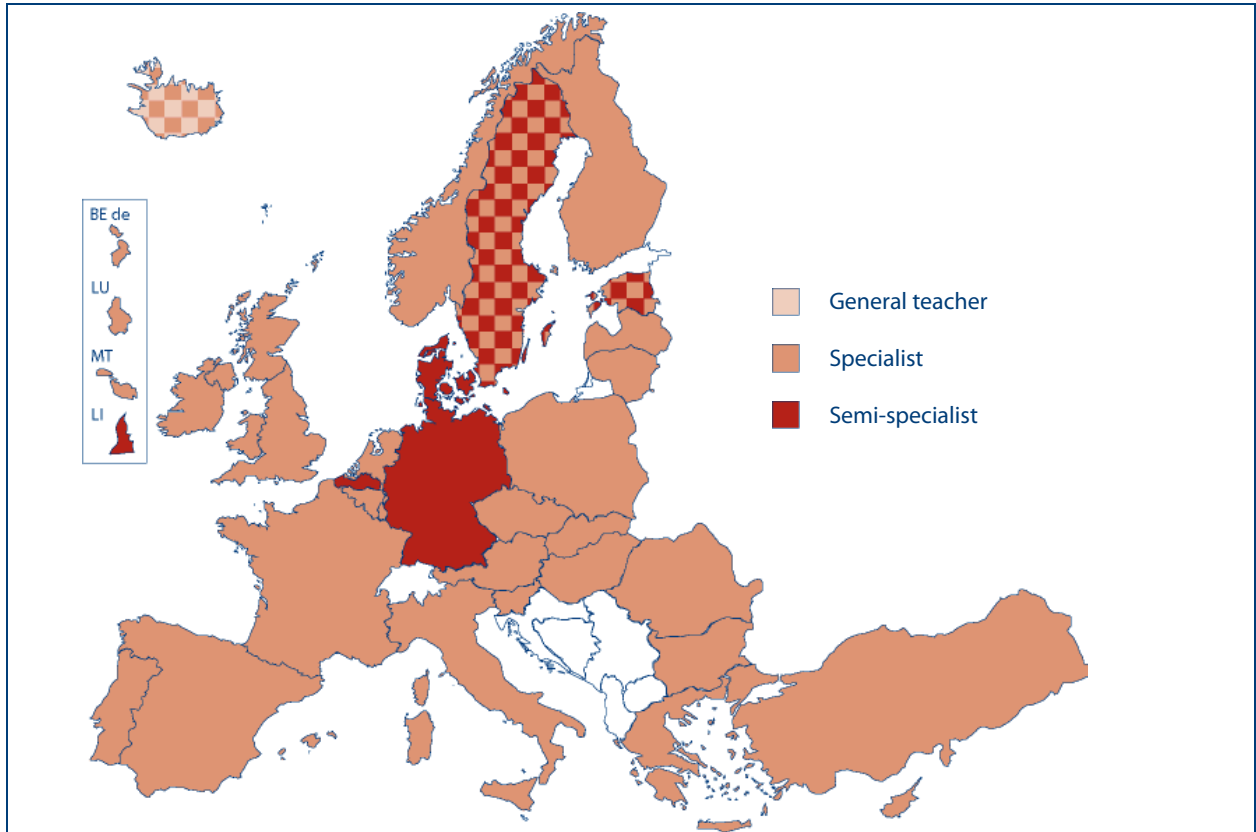 BE de
LU
MT
LI
General teacher
Specialist
Semi-specialist